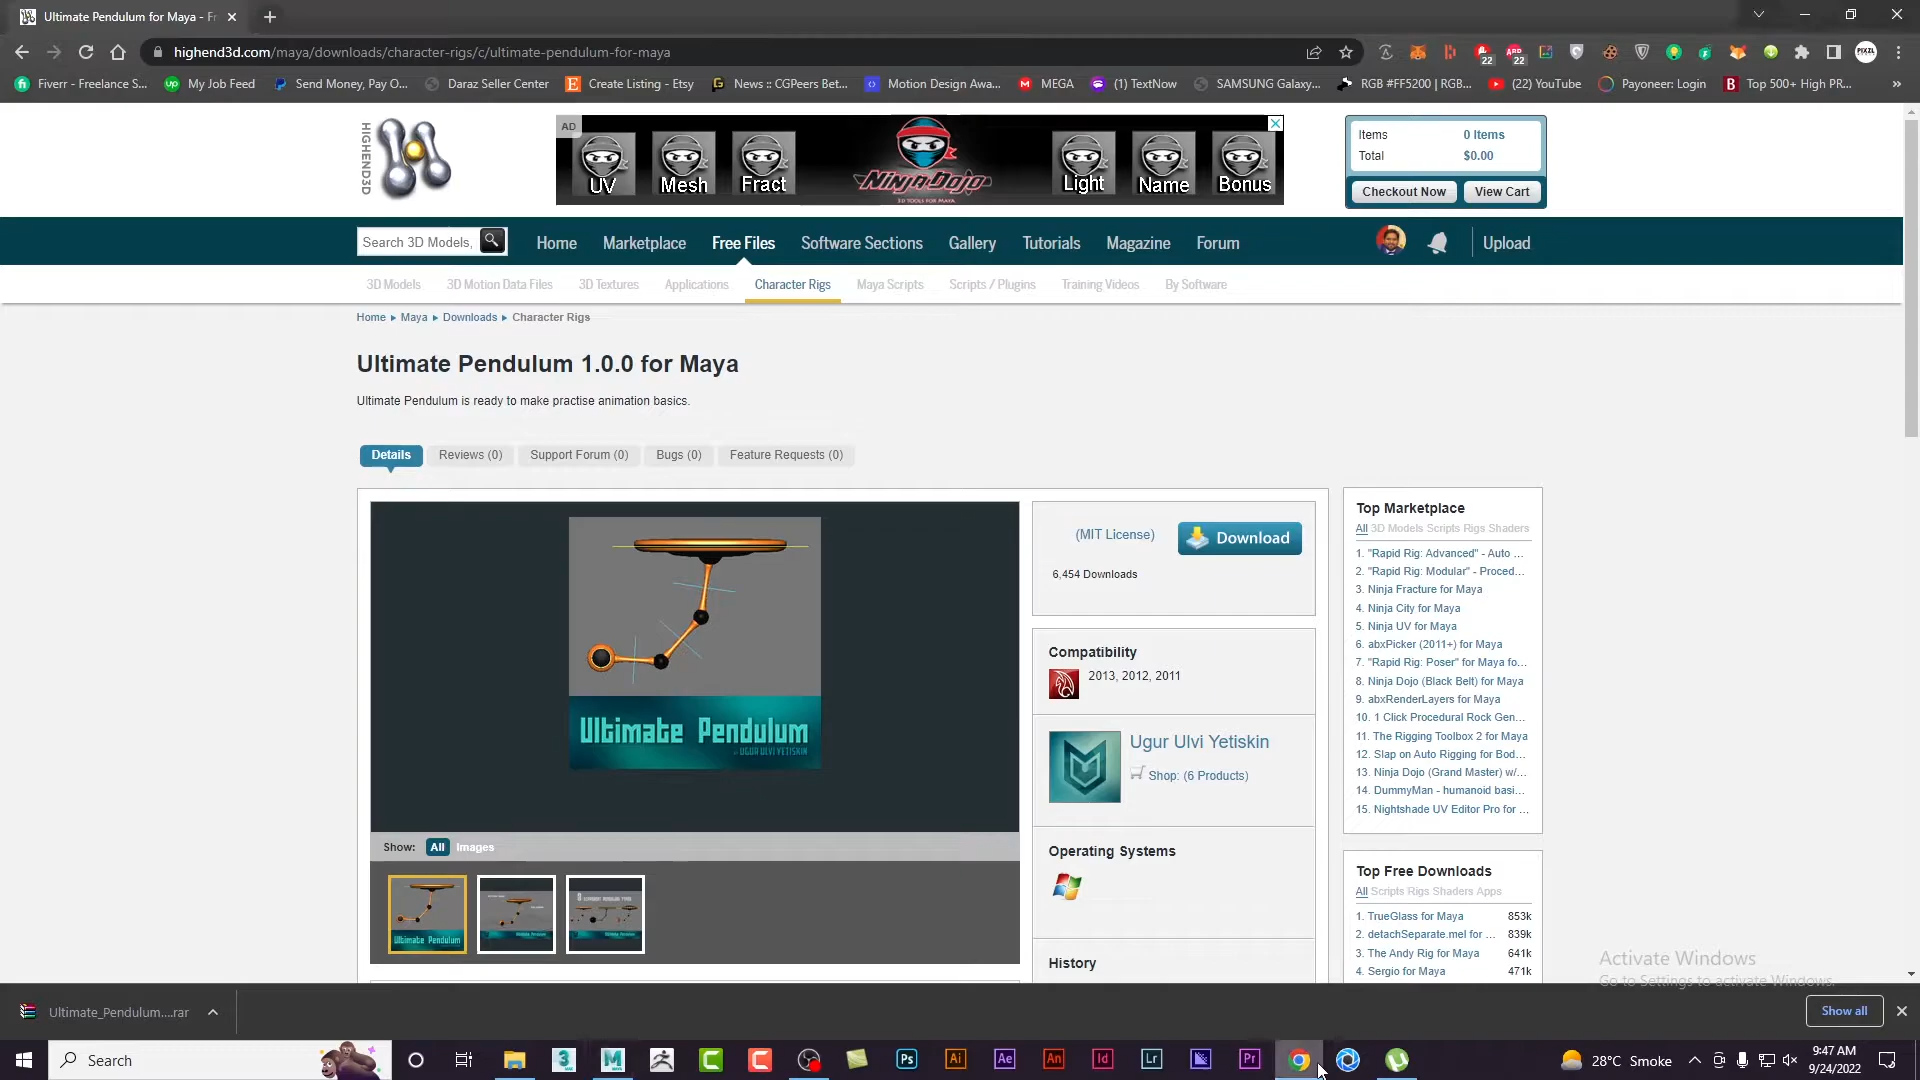 Ultimate Pendulum for Maya - Fr
highend3d.com/maya/downloads/character-rigs/c/ultimate-pendulum-for-maya
22
22
PIXZL
Fiverr - Freelance S...
My Job Feed
Send Money, Pay O...
Daraz Seller Center
Create Listing - Etsy
News :: CGPeers Bet...
Motion Design Awa...
MEGA
(1) TextNow
SAMSUNG Galaxy...
RGB #FF5200 | RGB...
(22) YouTube
Payoneer: Login
Top 500+ High PR...
HIGHEND3D
AD
UV
Mesh
Fract
NINJA DOJO
3D TOOLS FOR MAYA
Light
Name
Bonus
Items 0 Items
Total $0.00
Checkout Now
View Cart
Search 3D Models,
Home
Marketplace
Free Files
Software Sections
Gallery
Tutorials
Magazine
Forum
Upload
3D Models
3D Motion Data Files
3D Textures
Applications
Character Rigs
Maya Scripts
Scripts / Plugins
Training Videos
By Software
Home
Maya
Downloads
Character Rigs
Ultimate Pendulum 1.0.0 for Maya
Ultimate Pendulum is ready to make practise animation basics.
Details
Reviews (0)
Support Forum (0)
Bugs (0)
Feature Requests (0)
Ultimate Pendulum
BY UGUR ULVI YETISKIN
Show: All Images
Ultimate Pendulum
(MIT License)
Download
6,454 Downloads
Compatibility
2013, 2012, 2011
Ugur Ulvi Yetiskin
Shop: (6 Products)
Operating Systems
History
Top Marketplace
All 3D Models Scripts Rigs Shaders
1. "Rapid Rig: Advanced" - Auto ...
2. "Rapid Rig: Modular" - Proced...
3. Ninja Fracture for Maya
4. Ninja City for Maya
5. Ninja UV for Maya
6. abxPicker (2011+) for Maya
7. "Rapid Rig: Poser" for Maya fo...
8. Ninja Dojo (Black Belt) for Maya
9. abxRenderLayers for Maya
10. 1 Click Procedural Rock Gen...
11. The Rigging Toolbox 2 for Maya
12. Slap on Auto Rigging for Bod...
13. Ninja Dojo (Grand Master) w/...
14. DummyMan - humanoid basi...
15. Nightshade UV Editor Pro for ...
Top Free Downloads
All Scripts Rigs Shaders Apps
1. TrueGlass for Maya 853k
2. detachSeparate.mel for ... 839k
3. The Andy Rig for Maya 641k
4. Sergio for Maya 471k
Activate Windows
Go to Settings to activate Windows.
Ultimate_Pendulum....rar
Show all
Search
28°C Smoke
9:47 AM
9/24/2022